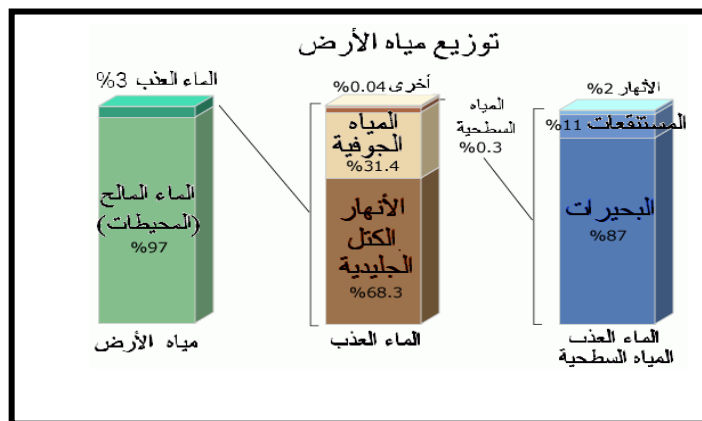 توزيع مياه الأرض
الماء العذب 3%
الماء المالح
(المحيطات)
%97
مياه الأرض
أخرى 0.04%
المياه
الجوفية
%31.4
الأنهار
الكتل
الجليدية
%68.3
الماء العذب
المياه
السطحية
%0.3
الأنهار 2%
المستنقعات 11%
البحيرات
%87
الماء العذب
المياه السطحية